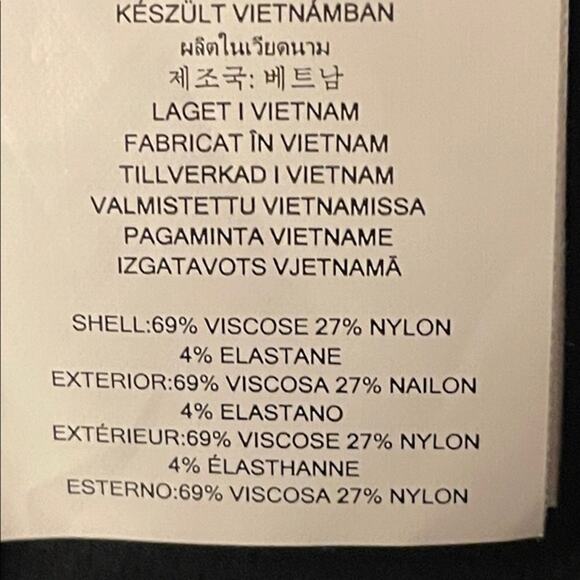 KÉSZÜLT VIETNÁMBAN
ผลิตในเวียดนาม
제조국: 베트남
LAGET I VIETNAM
FABRICAT ÎN VIETNAM
TILLVERKAD I VIETNAM
VALMISTETTU VIETNAMISSA
PAGAMINTA VIETNAME
IZGATAVOTS VJETNAMĀ
SHELL:69% VISCOSE 27% NYLON
4% ELASTANE
EXTERIOR:69% VISCOSA 27% NAILON
4% ELASTANO
EXTÉRIEUR:69% VISCOSE 27% NYLON
4% ÉLASTHANNE
ESTERNO:69% VISCOSA 27% NYLON